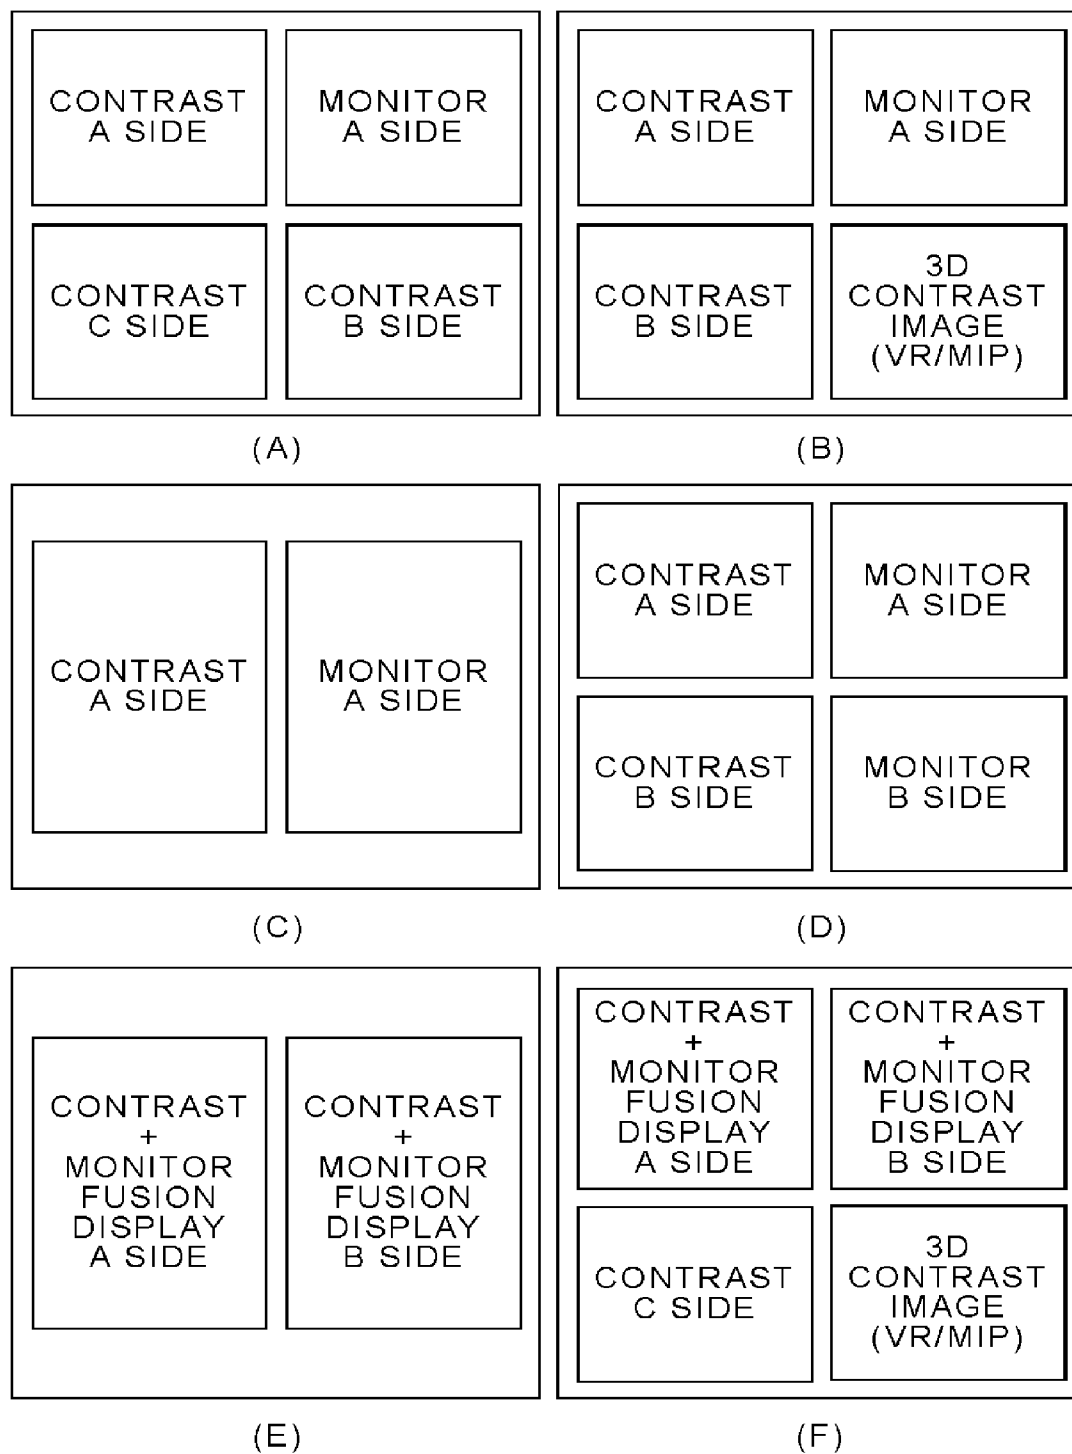 CONTRAST
A SIDE
MONITOR
A SIDE
CONTRAST
C SIDE
CONTRAST
B SIDE
(A)
CONTRAST
A SIDE
MONITOR
A SIDE
CONTRAST
B SIDE
3D
CONTRAST
IMAGE
(VR/MIP)
(B)
CONTRAST
A SIDE
MONITOR
A SIDE
(C)
CONTRAST
A SIDE
MONITOR
A SIDE
CONTRAST
B SIDE
MONITOR
B SIDE
(D)
CONTRAST
+
MONITOR
FUSION
DISPLAY
A SIDE
CONTRAST
+
MONITOR
FUSION
DISPLAY
B SIDE
(E)
CONTRAST
+
MONITOR
FUSION
DISPLAY
A SIDE
CONTRAST
+
MONITOR
FUSION
DISPLAY
B SIDE
CONTRAST
C SIDE
3D
CONTRAST
IMAGE
(VR/MIP)
(F)